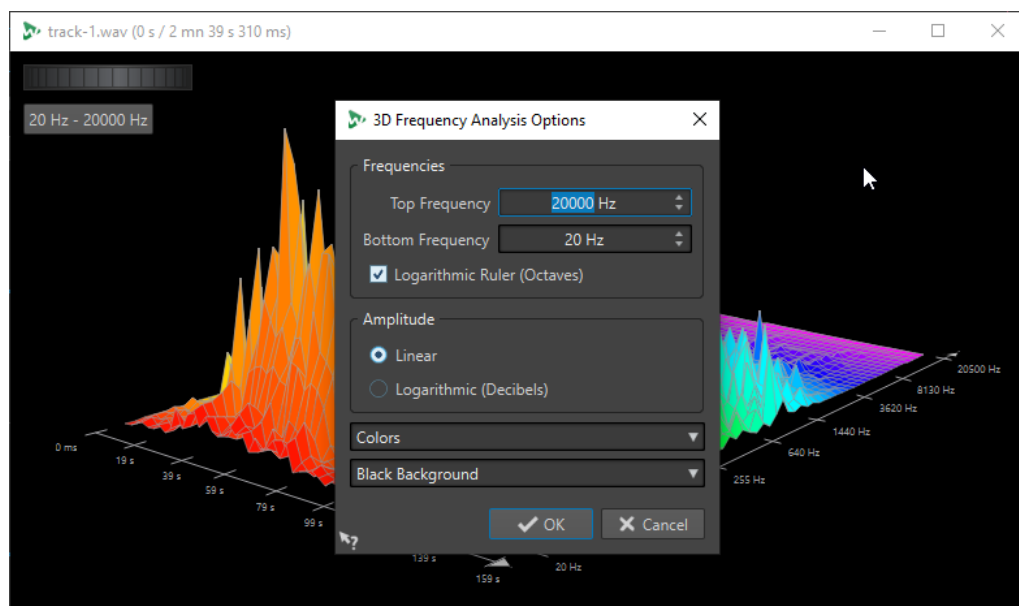 track-1.wav (0 s / 2 mn 39 s 310 ms)
20 Hz - 20000 Hz
3D Frequency Analysis Options
Frequencies
Top Frequency 20000 Hz
Bottom Frequency 20 Hz
Logarithmic Ruler (Octaves)
Amplitude
Linear
Logarithmic (Decibels)
Colors
Black Background
OK Cancel
0 ms
19 s
39 s
59 s
79 s
99 s
139 s
159 s
20 Hz
255 Hz
640 Hz
1440 Hz
3620 Hz
8130 Hz
20500 Hz